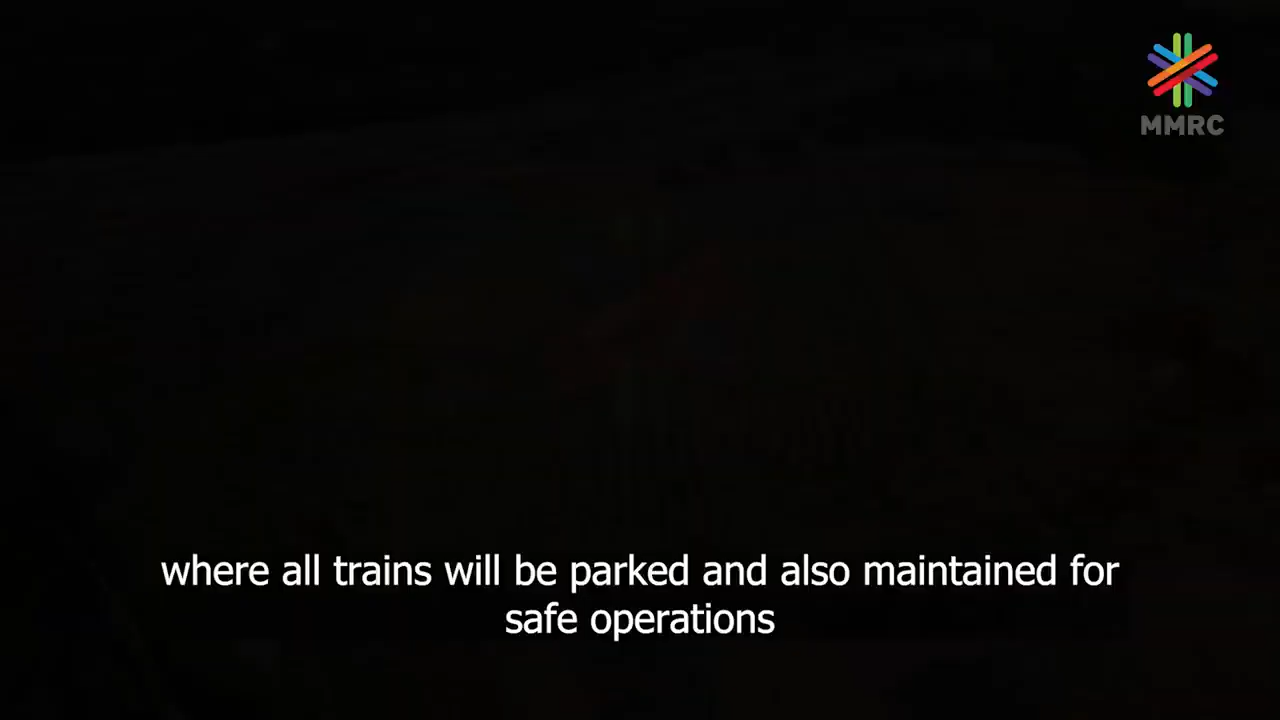 MMRC
where all trains will be parked and also maintained for
safe operations